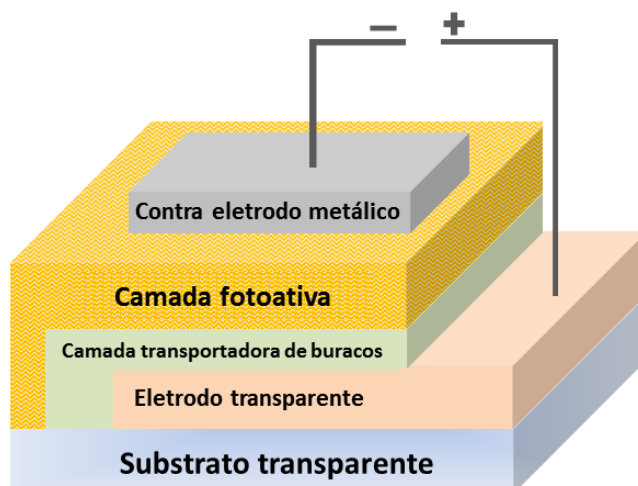 − +
Contra eletrodo metálico
Camada fotoativa
Camada transportadora de buracos
Eletrodo transparente
Substrato transparente